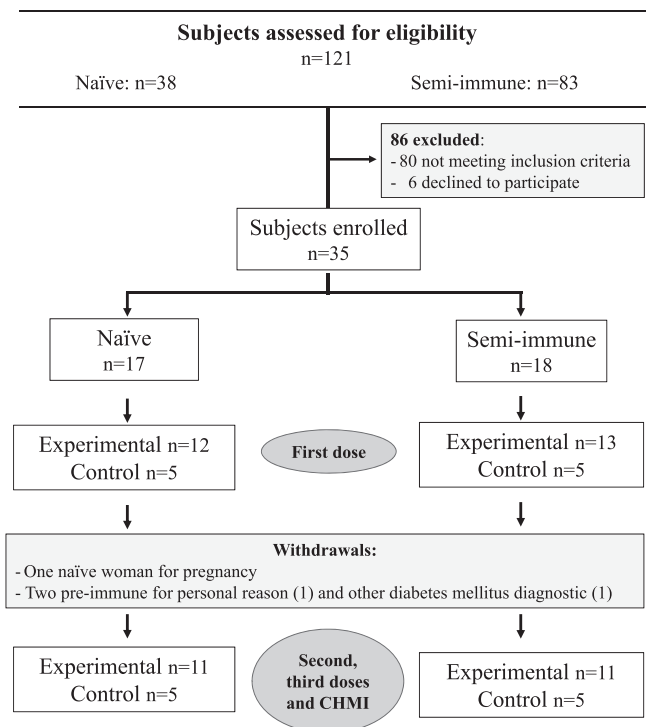 Subjects assessed for eligibility
n=121
Naïve: n=38 Semi-immune: n=83
86 excluded:
- 80 not meeting inclusion criteria
- 6 declined to participate
Subjects enrolled
n=35
Naïve
n=17
Semi-immune
n=18
Experimental n=12
Control n=5
First dose
Experimental n=13
Control n=5
Withdrawals:
- One naïve woman for pregnancy
- Two pre-immune for personal reason (1) and other diabetes mellitus diagnostic (1)
Experimental n=11
Control n=5
Second,
third doses
and CHMI
Experimental n=11
Control n=5